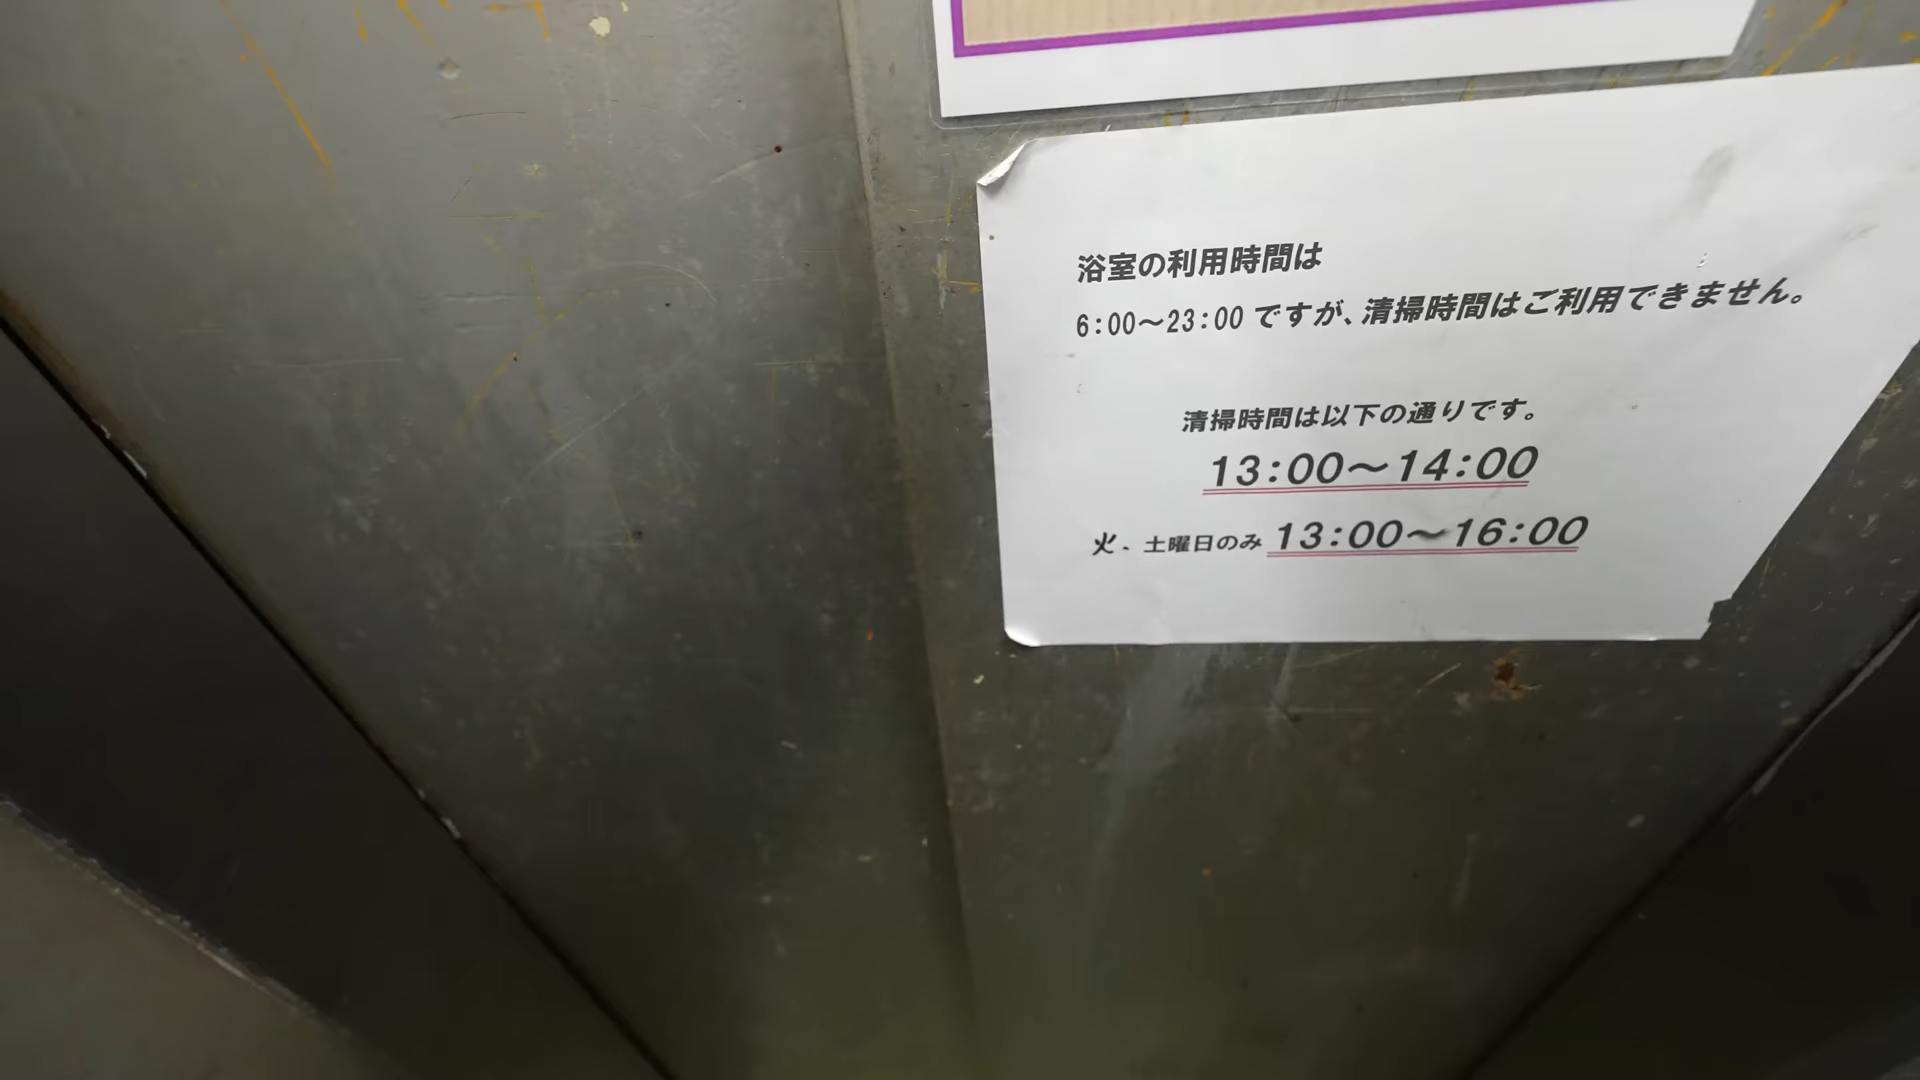 浴室の利用時間は
6:00～23:00 ですが、清掃時間はご利用できません。
清掃時間は以下の通りです。
13:00～14:00
火、土曜日のみ 13:00～16:00